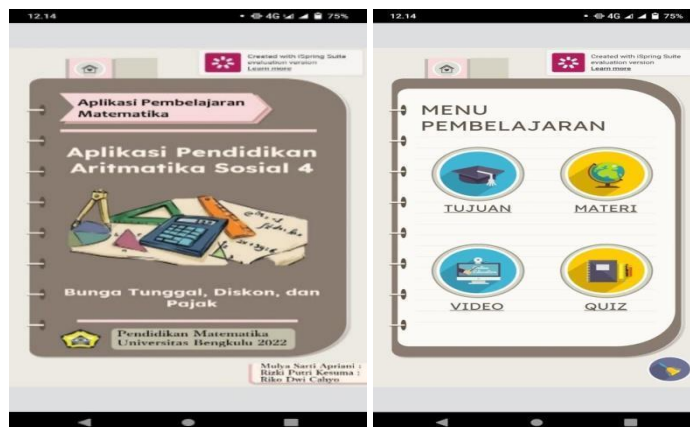 12.14
4G
75%
Created with iSpring Suite
evaluation version
Learn more
Aplikasi Pembelajaran
Matematika
Aplikasi Pendidikan
Aritmatika Sosial 4
Bunga Tunggal, Diskon, dan
Pajak
Pendidikan Matematika
Universitas Bengkulu 2022
Mulya Sarti Apriani :
Rizki Putri Kesuma :
Riko Dwi Cahyo
12.14
4G
75%
Created with iSpring Suite
evaluation version
Learn more
MENU
PEMBELAJARAN
TUJUAN
MATERI
VIDEO
QUIZ